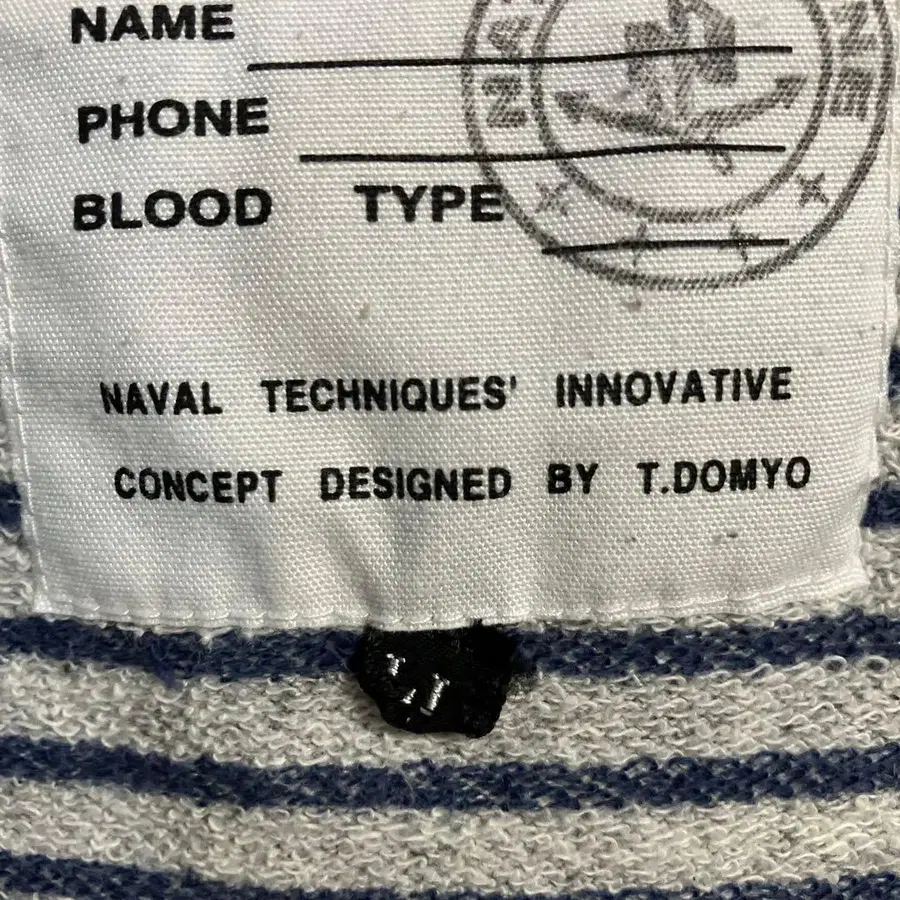 NAME
PHONE
BLOOD TYPE
NAVAL TECHNIQUES' INNOVATIVE
CONCEPT DESIGNED BY T.DOMYO